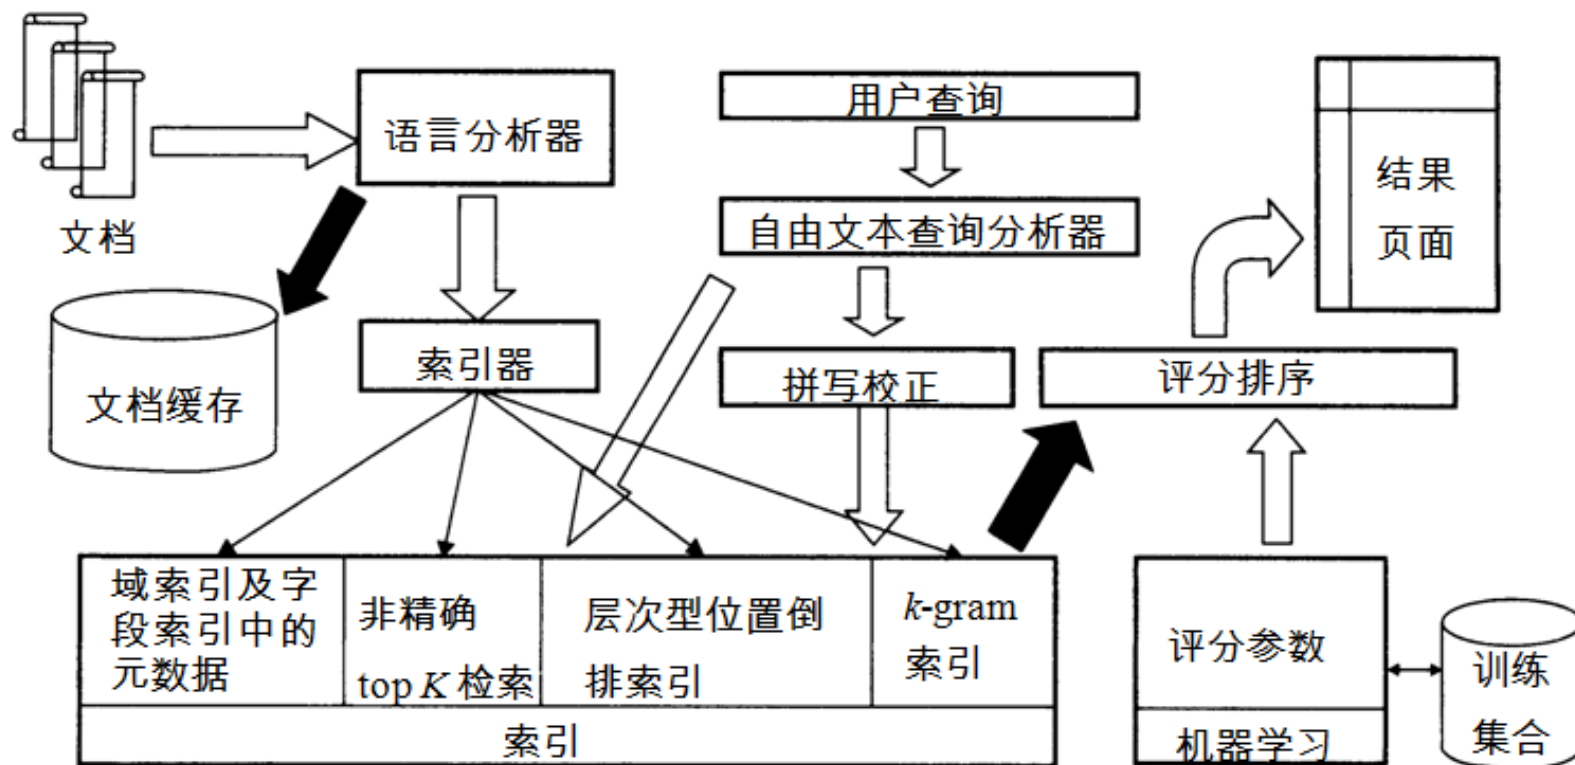 文档
语言分析器
文档缓存
索引器
用户查询
自由文本查询分析器
拼写校正
评分排序
结果
页面
域索引及字
段索引中的
元数据
非精确
top K 检索
层次型位置倒
排索引
k-gram
索引
索引
评分参数
机器学习
训练
集合